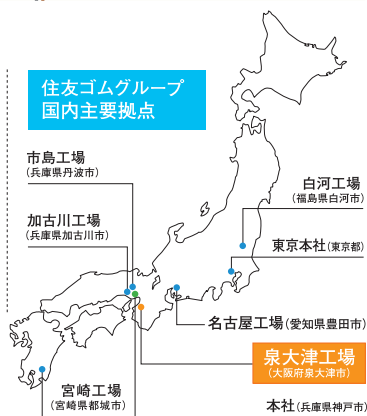 住友ゴムグループ
国内主要拠点
市島工場
(兵庫県丹波市)
加古川工場
(兵庫県加古川市)
白河工場
(福島県白河市)
東京本社(東京都)
名古屋工場(愛知県豊田市)
泉大津工場
(大阪府泉大津市)
宮崎工場
(宮崎県都城市)
本社(兵庫県神戸市)